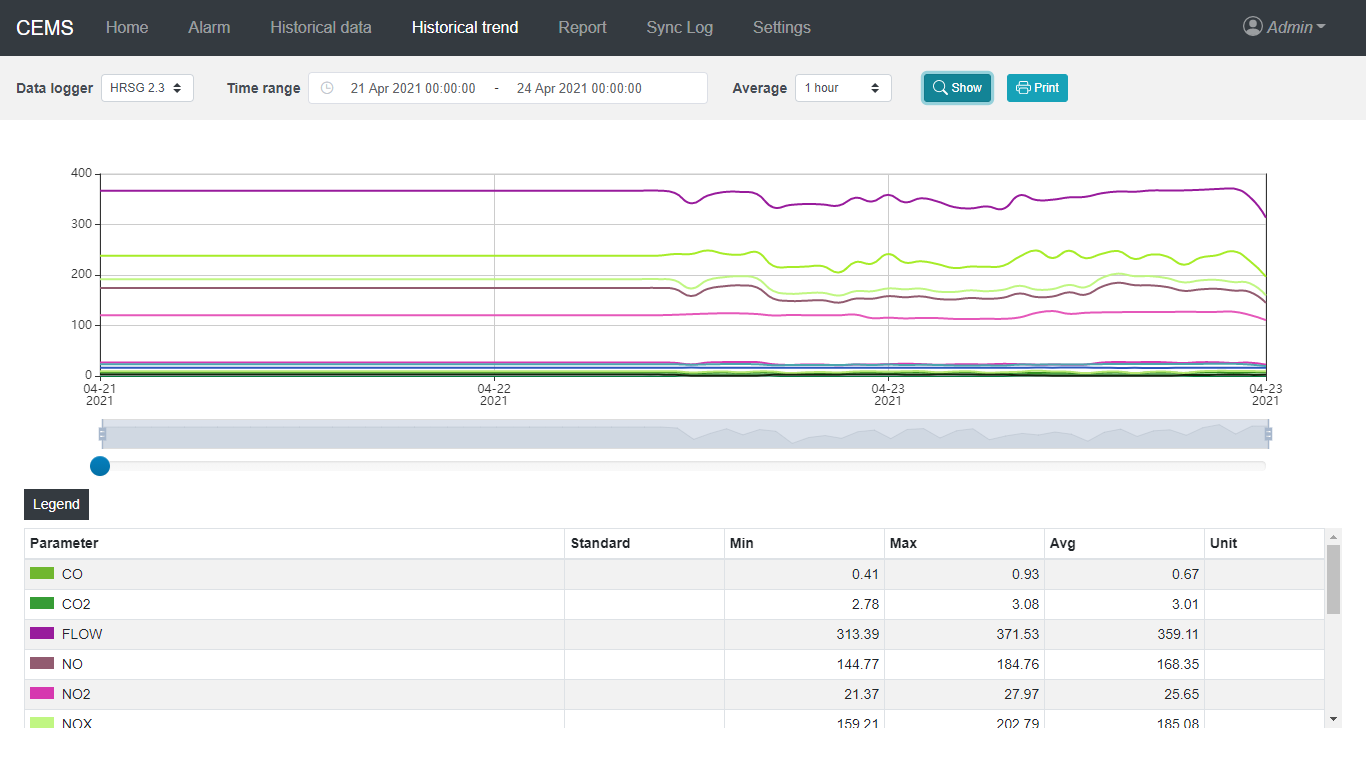 CEMS Home Alarm Historical data Historical trend Report Sync Log Settings Admin
Data logger HRSG 2.3 Time range 21 Apr 2021 00:00:00 - 24 Apr 2021 00:00:00 Average 1 hour Show Print
400
300
200
100
0
04-21 04-22 04-23 04-23
2021 2021 2021 2021
Legend
Parameter Standard Min Max Avg Unit
CO 0.41 0.93 0.67
CO2 2.78 3.08 3.01
FLOW 313.39 371.53 359.11
NO 144.77 184.76 168.35
NO2 21.37 27.97 25.65
NOX 159.21 202.79 185.08